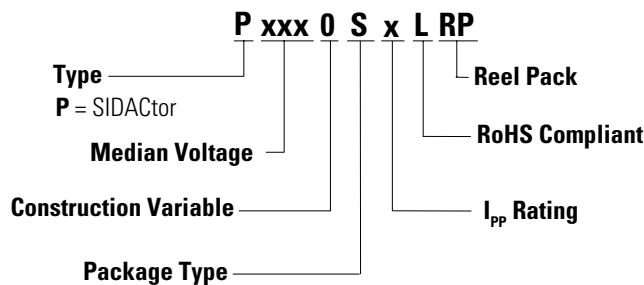 P xxx 0 S x L RP
Type
P = SIDACtor
Reel Pack
RoHS Compliant
Median Voltage
Construction Variable
IPP Rating
Package Type